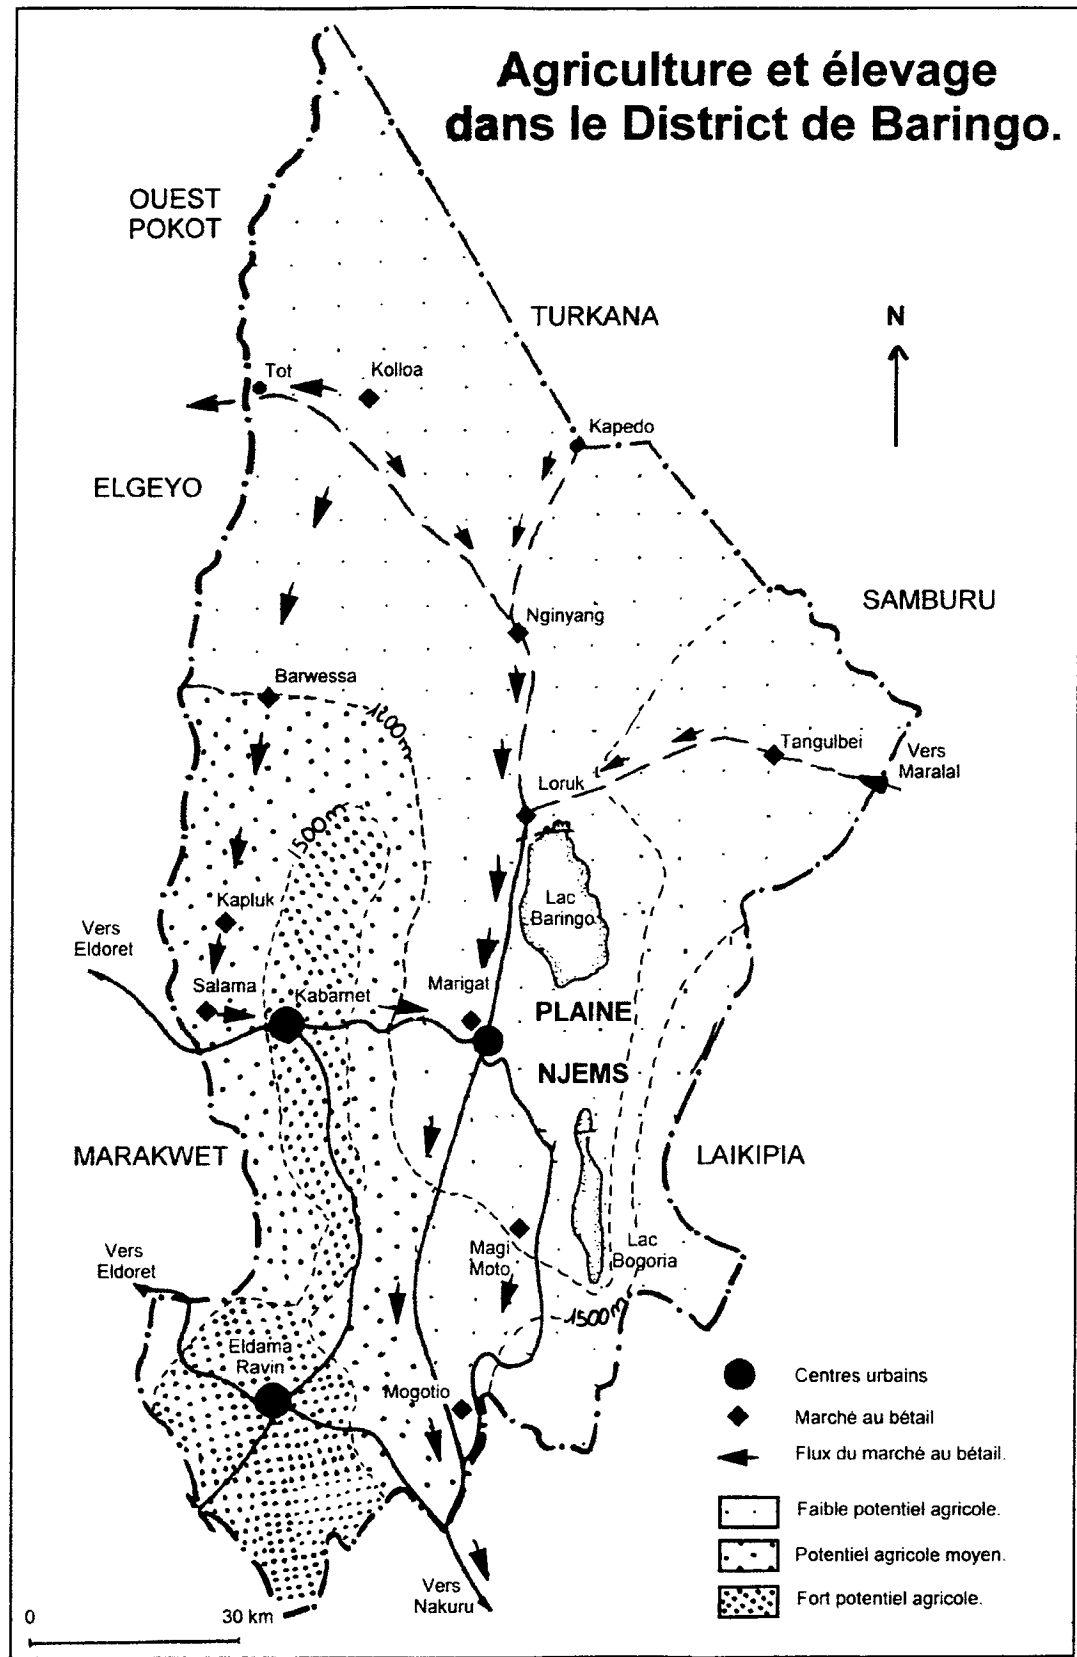 Agriculture et élevage
dans le District de Baringo.
OUEST
POKOT
TURKANA
N
Tot
Kolloa
Kapedo
ELGEYO
SAMBURU
Nginyang
Barwessa
1200m
Tangulbei
Vers
Maralal
Loruk
1500m
Kapluk
Lac
Baringo
Vers
Eldoret
Salama
Kabarnet
Marigat
PLAINE
NJEMS
MARAKWET
LAIKIPIA
Magi
Moto
Lac
Bogoria
Vers
Eldoret
1500m
Eldama
Ravin
Mogotio
Centres urbains
Marché au bétail
Flux du marché au bétail.
Faible potentiel agricole.
Potentiel agricole moyen.
Fort potentiel agricole.
Vers
Nakuru
0 30 km